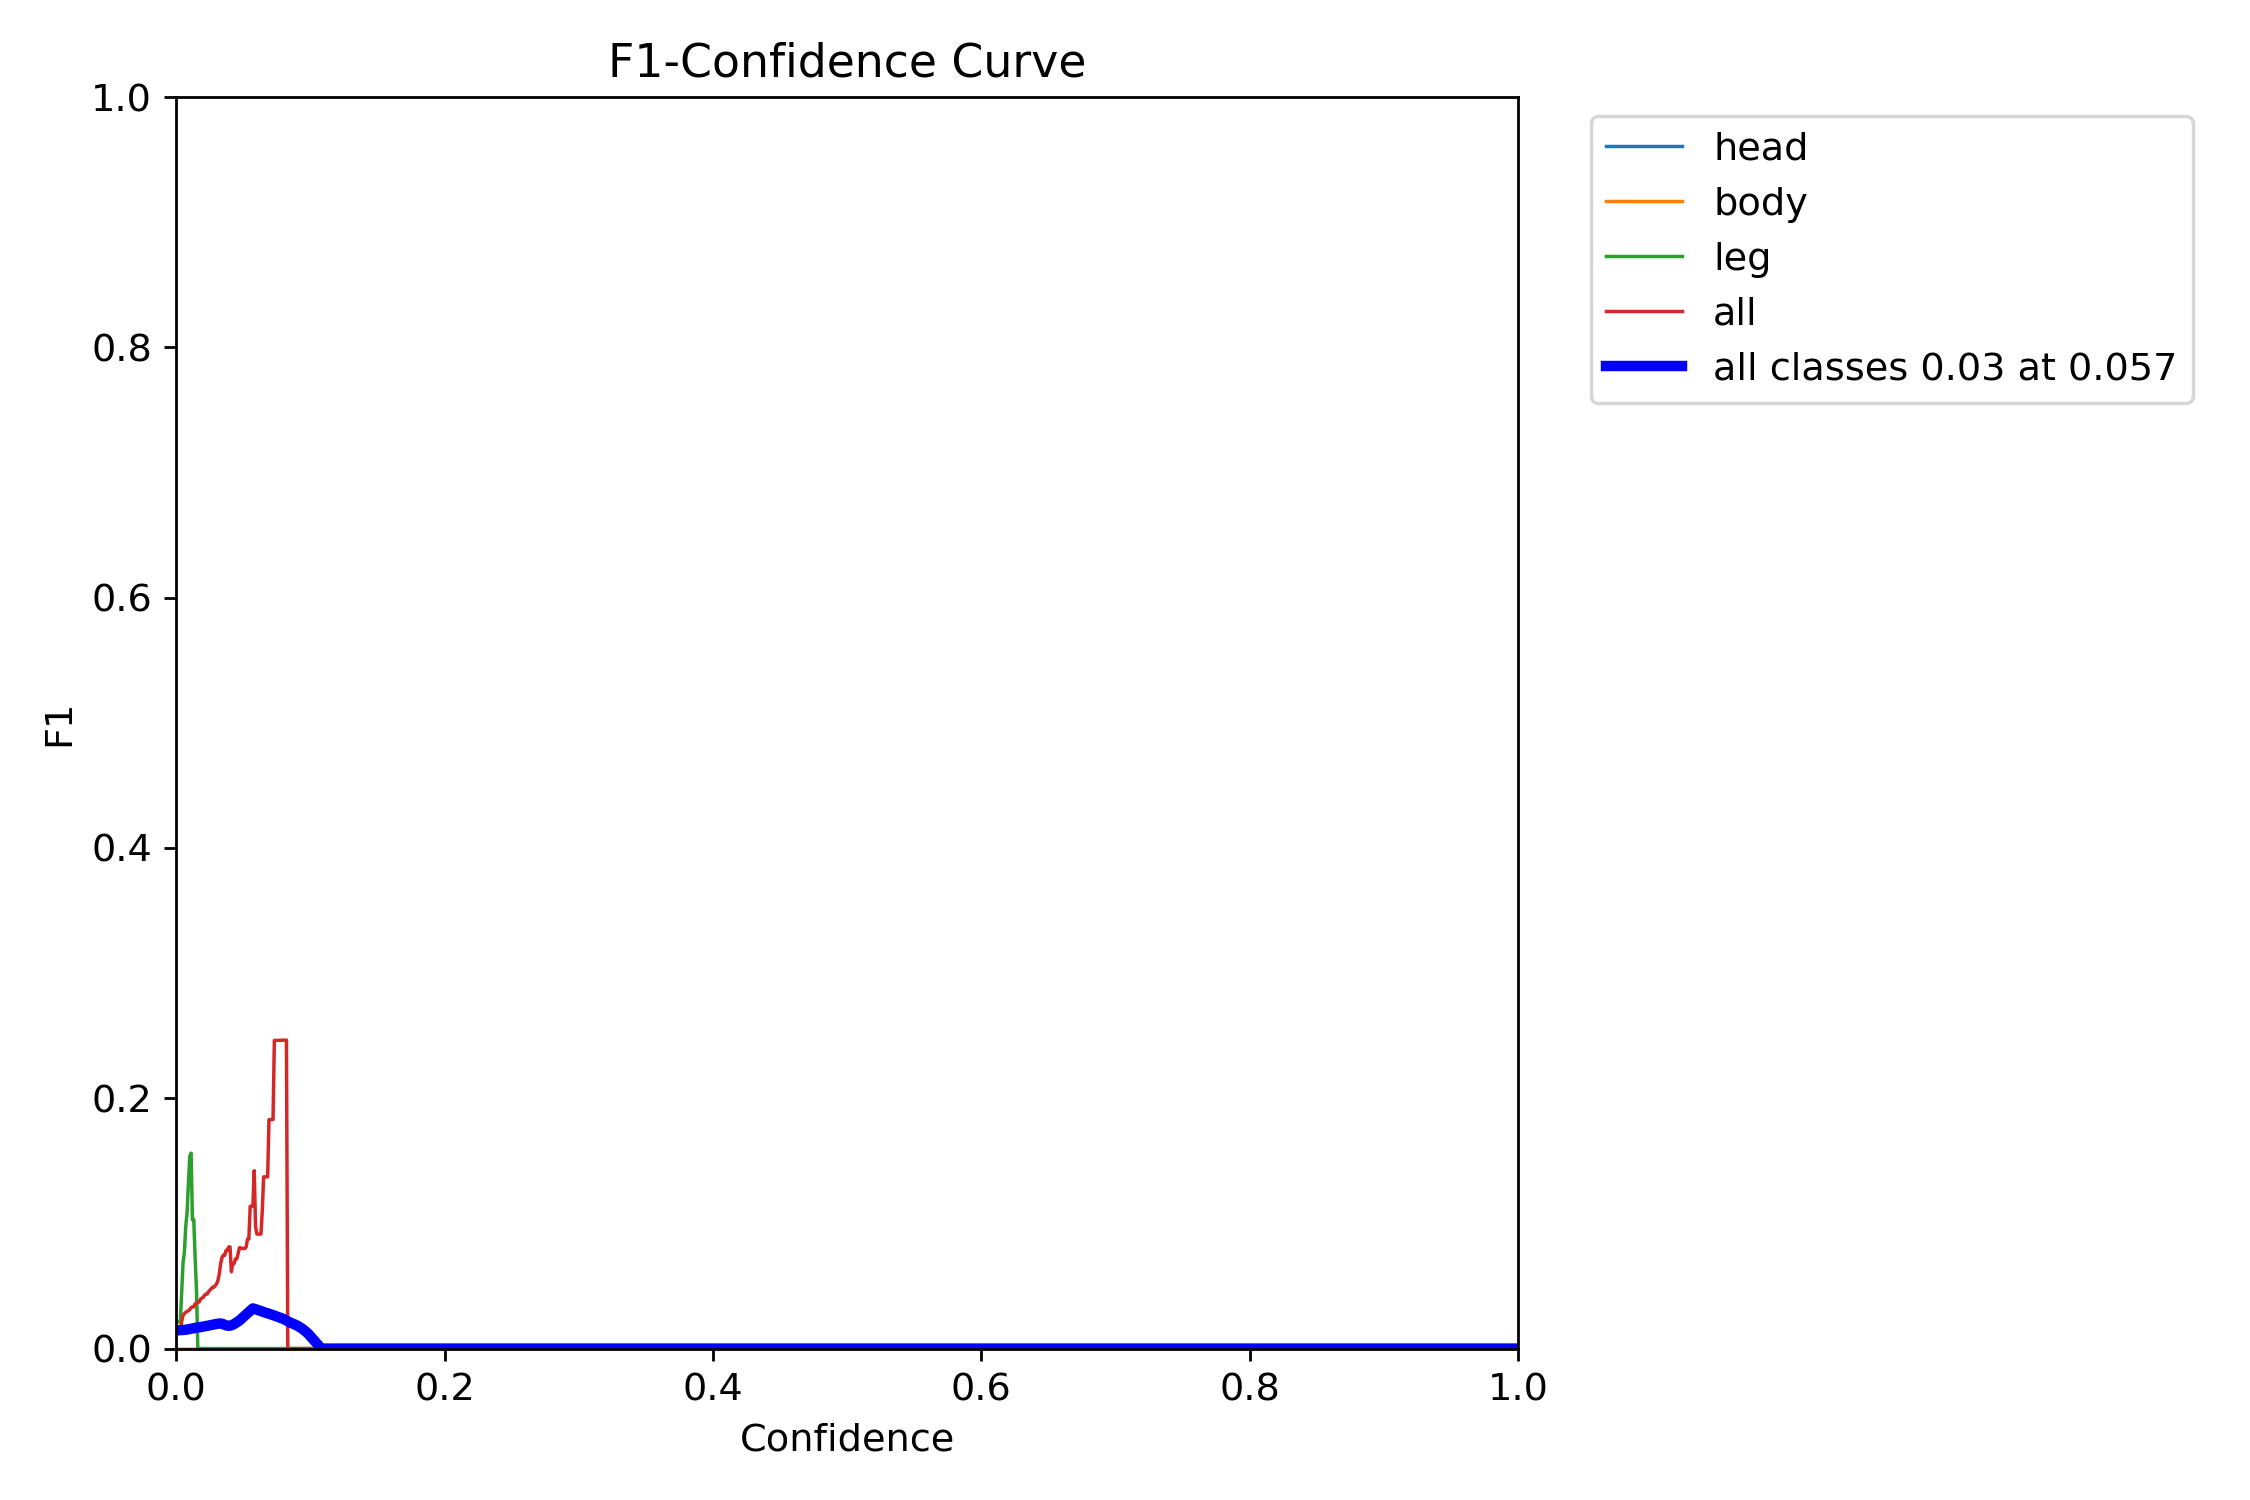 F1-Confidence Curve
1.0
0.8
0.6
0.4
0.2
0.0
F1
0.0 0.2 0.4 0.6 0.8 1.0
Confidence
head
body
leg
all
all classes 0.03 at 0.057